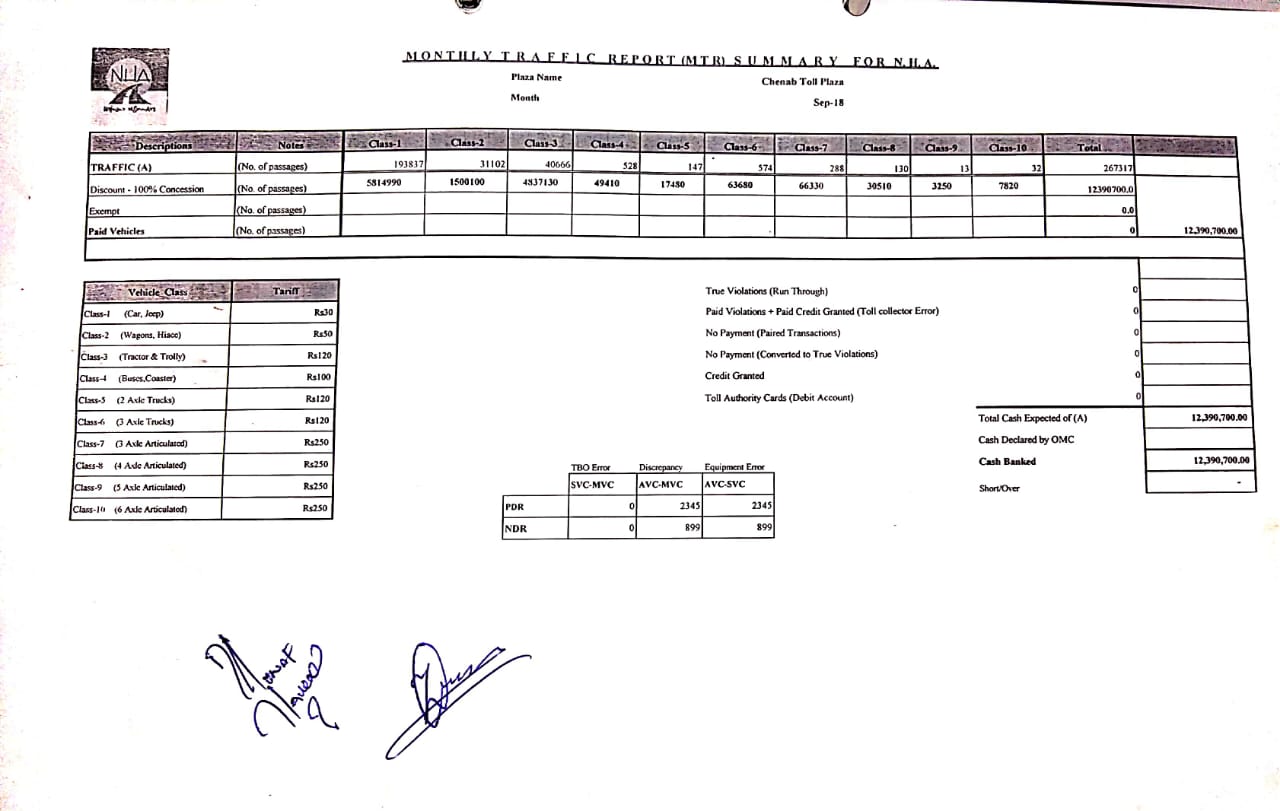 MONTHLY TRAFFIC REPORT (MTR) SUMMARY FOR N.H.A.
NHA
Plaza Name Chenab Toll Plaza
Month Sep-18
Descriptions Notes Class-1 Class-2 Class-3 Class-4 Class-5 Class-6 Class-7 Class-8 Class-9 Class-10 Total
TRAFFIC (A) (No. of passages) 193837 31102 40666 528 147 574 288 130 13 32 267317
Discount - 100% Concession (No. of passages) 5814990 1500100 4837130 49410 17480 63680 66330 30510 3250 7820 12390700.0
Exempt (No. of passages) 0.0
Paid Vehicles (No. of passages) 0 12,390,700.00
Vehicle Class Tariff
Class-1 (Car, Jeep) Rs30
Class-2 (Wagons, Hiace) Rs50
Class-3 (Tractor & Trolly) Rs120
Class-4 (Buses,Coaster) Rs100
Class-5 (2 Axle Trucks) Rs120
Class-6 (3 Axle Trucks) Rs120
Class-7 (3 Axle Articulated) Rs250
Class-8 (4 Axle Articulated) Rs250
Class-9 (5 Axle Articulated) Rs250
Class-10 (6 Axle Articulated) Rs250
True Violations (Run Through) 0
Paid Violations + Paid Credit Granted (Toll collector Error) 0
No Payment (Paired Transactions) 0
No Payment (Converted to True Violations) 0
Credit Granted 0
Toll Authority Cards (Debit Account) 0
Total Cash Expected of (A) 12,390,700.00
Cash Declared by OMC
Cash Banked 12,390,700.00
Short/Over -
TBO Error Discrepancy Equipment Error
SVC-MVC AVC-MVC AVC-SVC
PDR 0 2345 2345
NDR 0 899 899